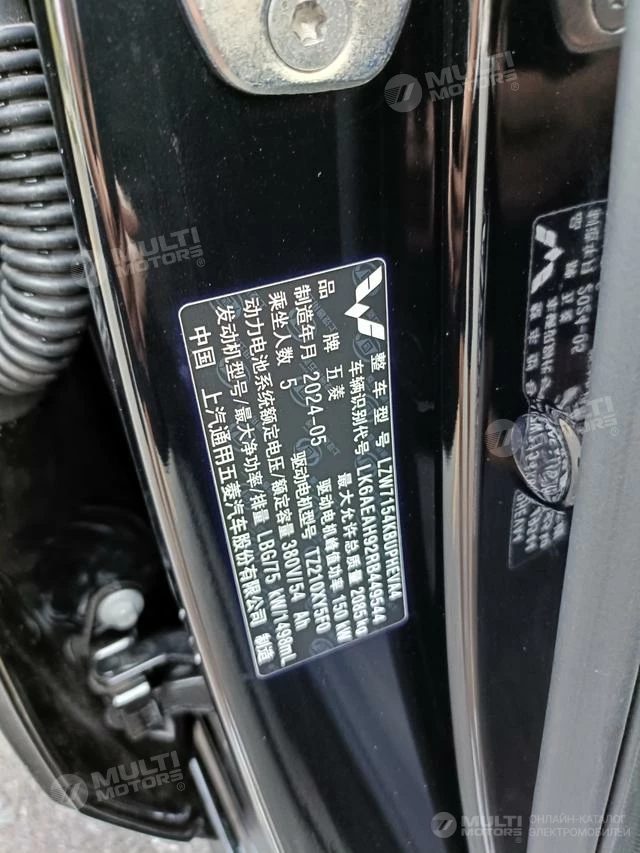 整车型号 LZW7154KBUPHEVA4
品 牌 五菱 车辆识别代号 LK6AEAH92RB449544
制造年月 2024-05 最大允许总质量 2085kg
乘坐人数 5 驱动电机峰值功率 150 kW
驱动电机型号 TZ210XY5F0
动力电池系统额定电压/额定容量 380V/54 Ah
发动机型号/最大净功率/排量 LBG/75 kW/1498mL
中国 上汽通用五菱汽车股份有限公司 制造
MULTI
MOTORS
MULTI
MOTORS
MULTI
MOTORS
MULTI
MOTORS
ОНЛАЙН-КАТАЛОГ
ЭЛЕКТРОМОБИЛЕЙ